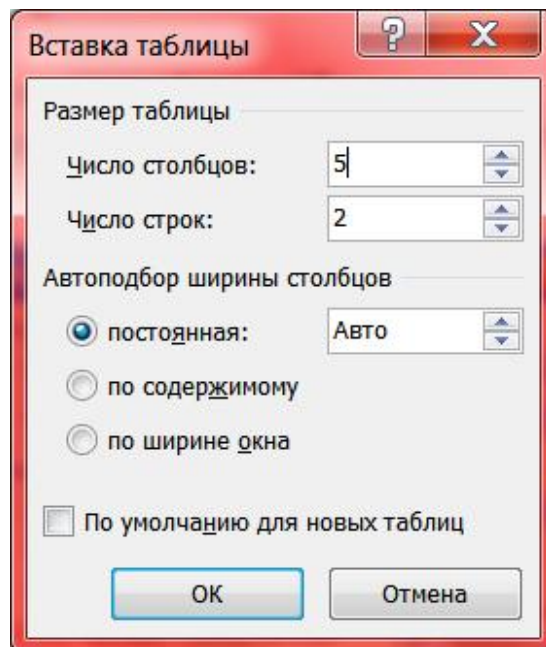 Вставка таблицы ?
Размер таблицы
Число столбцов: 5
Число строк: 2
Автоподбор ширины столбцов
постоянная: Авто
по содержимому
по ширине окна
По умолчанию для новых таблиц
ОК Отмена